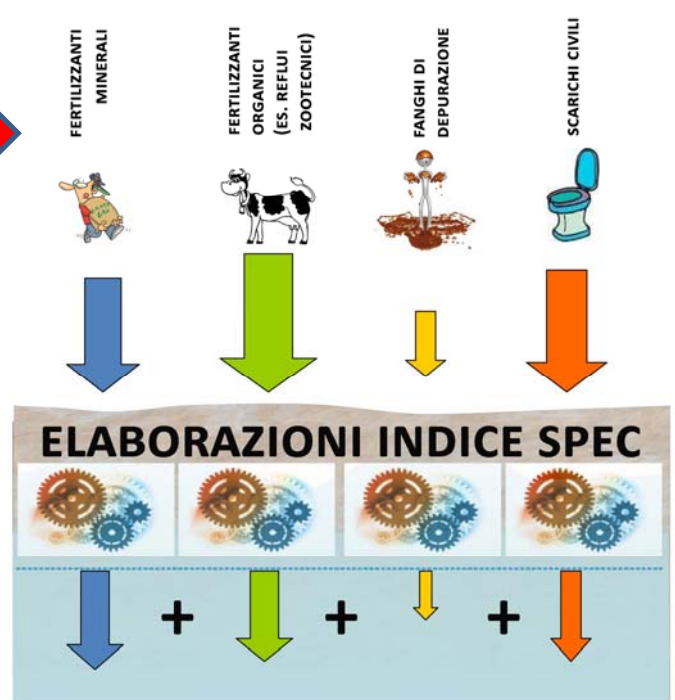 FERTILIZZANTI
MINERALI
FERTILIZZANTI
ORGANICI
(ES. REFLUI
ZOOTECNICI)
FANGHI DI
DEPURAZIONE
SCARICHI CIVILI
ELABORAZIONI INDICE SPEC
+ + +